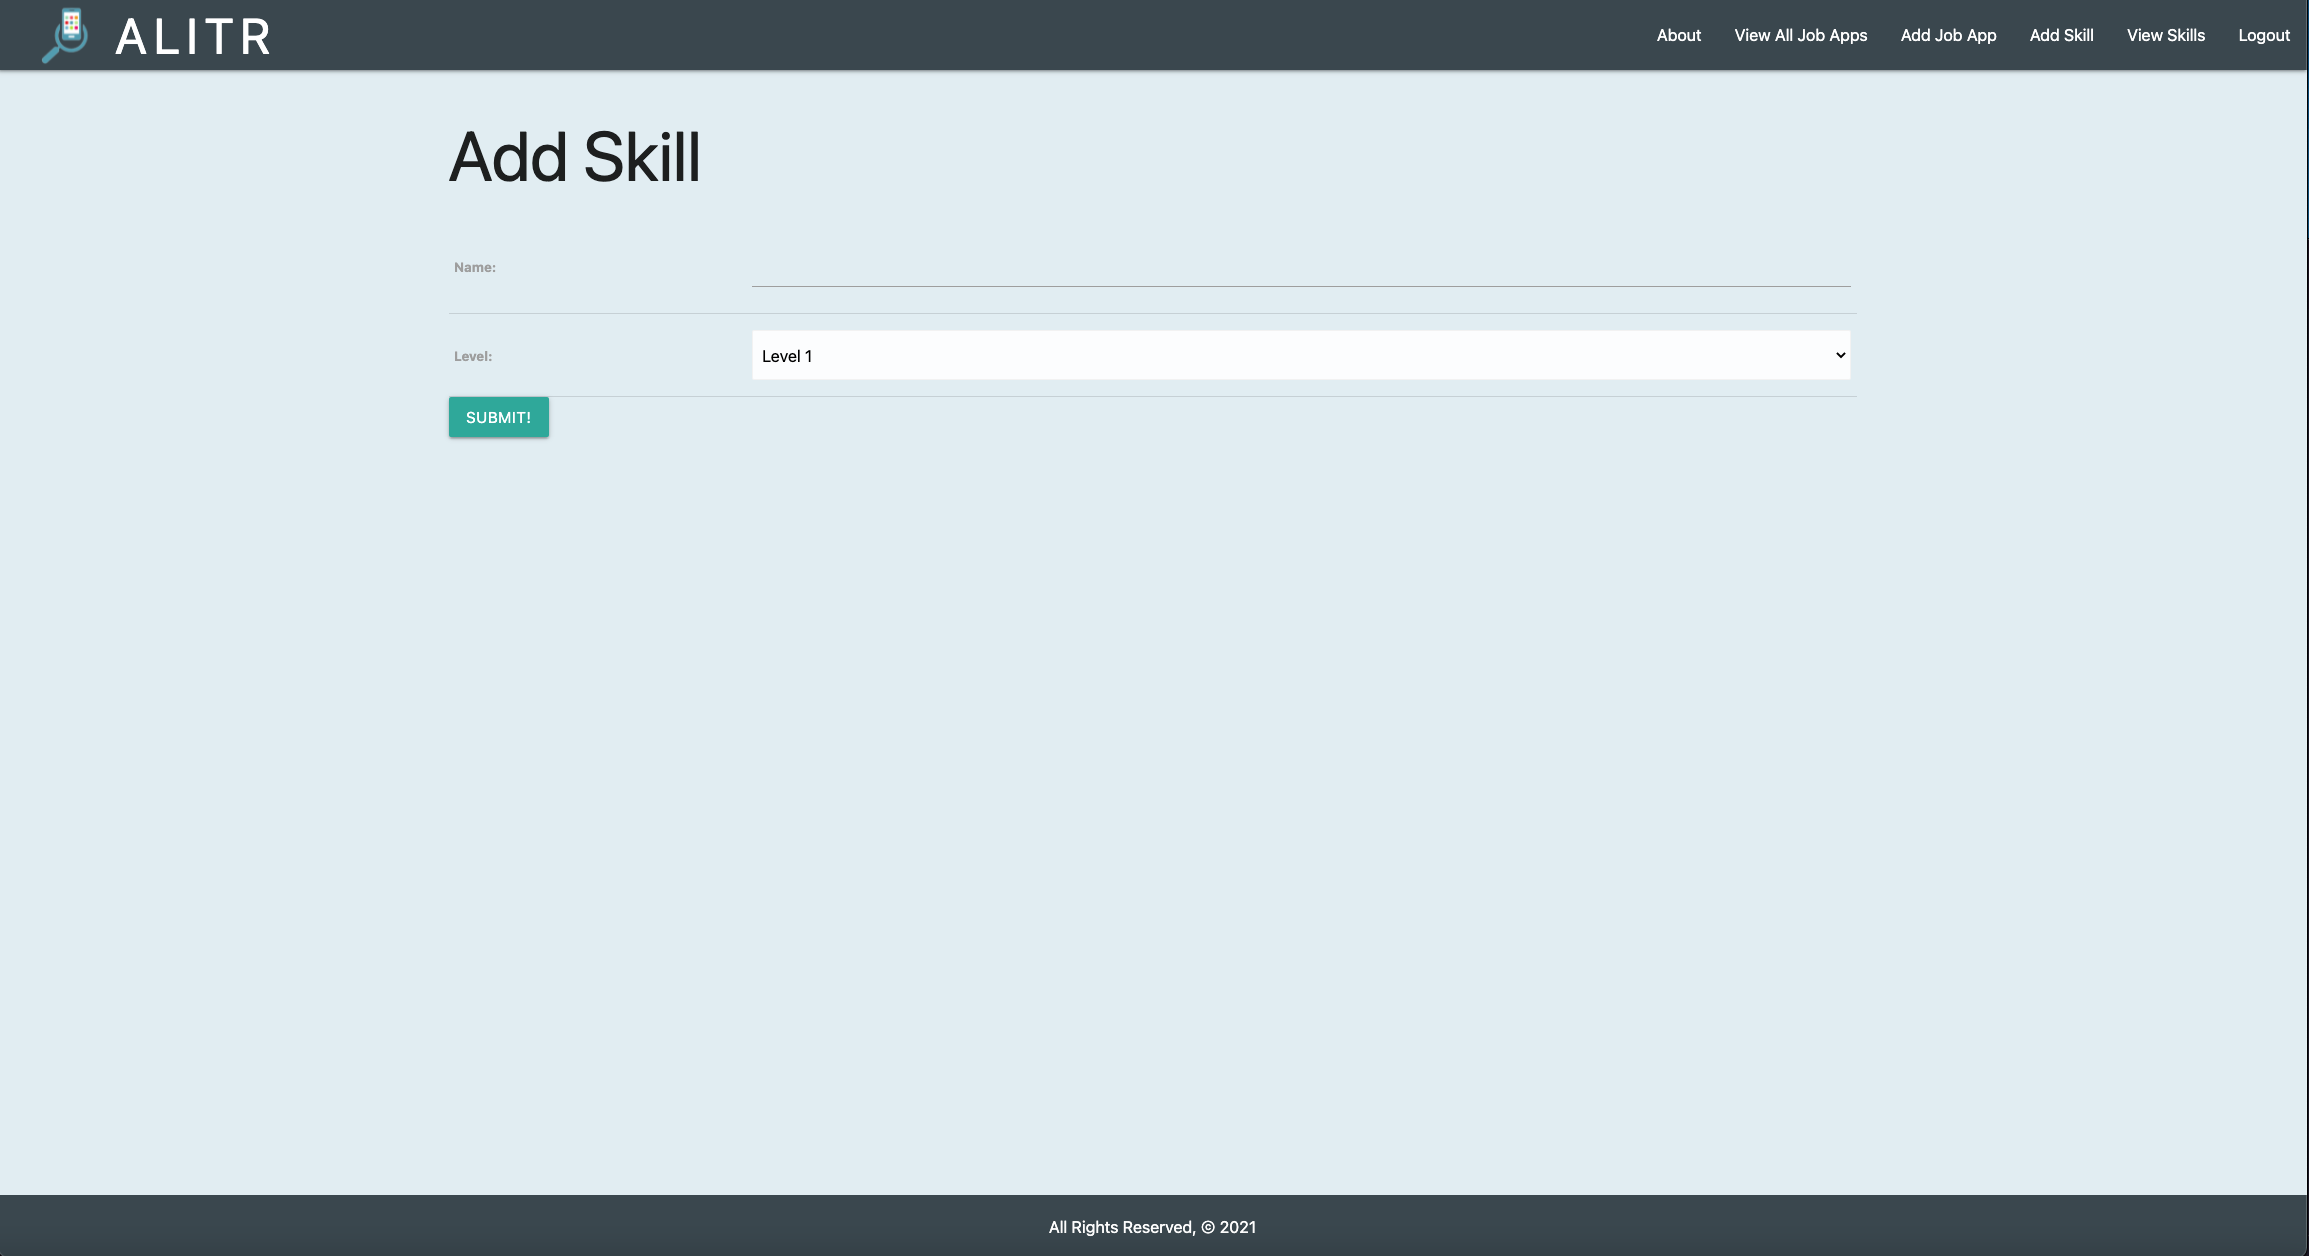 ALITR
About View All Job Apps Add Job App Add Skill View Skills Logout
Add Skill
Name:
Level: Level 1
SUBMIT!
All Rights Reserved, © 2021